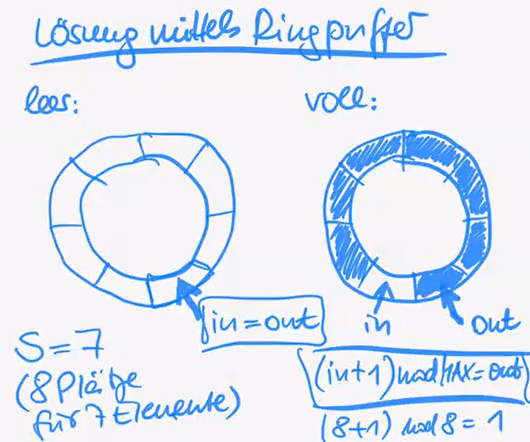 Lösung mittels Ringpuffer
leer:
voll:
in = out
in
out
S = 7
(8 Plätze
für 7 Elemente)
(in+1) mod MAX = out
(8+1) mod 8 = 1